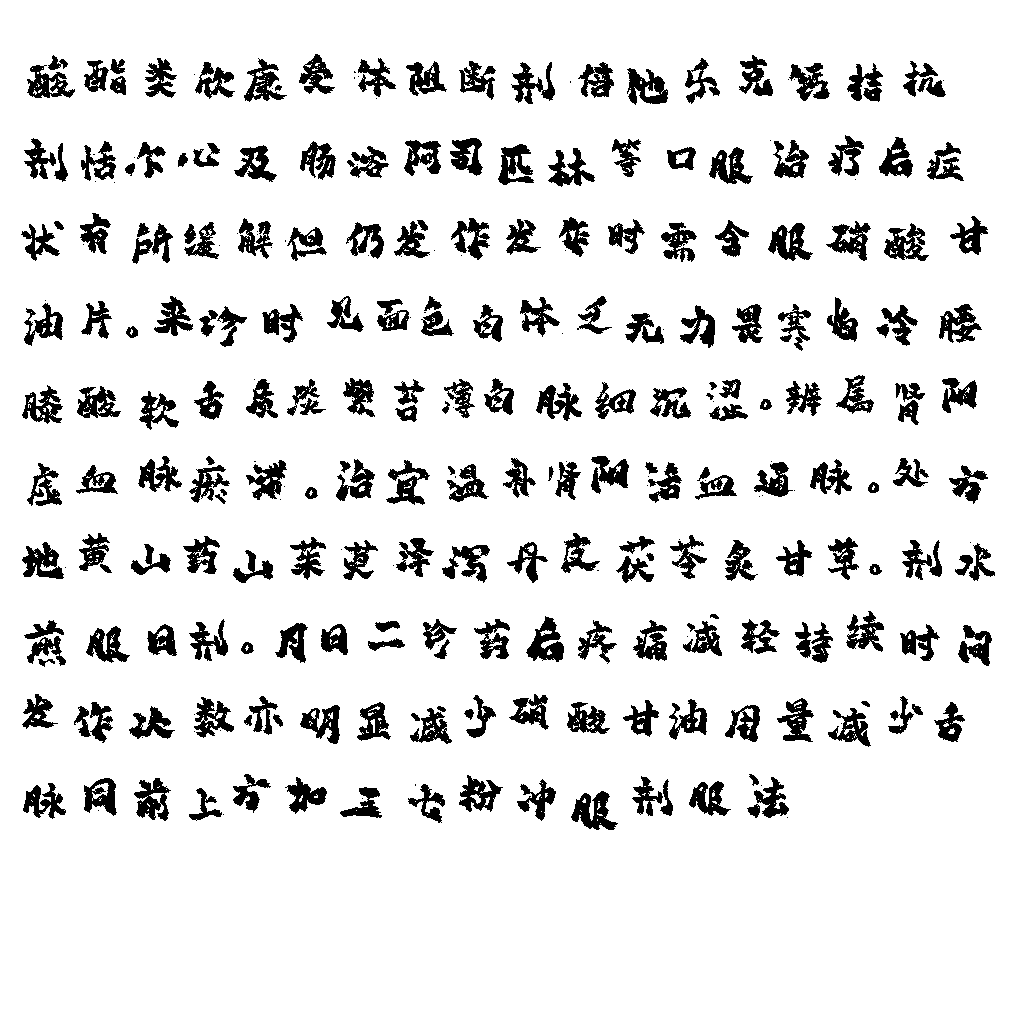 酸酯类欣康受体阻断剂倍他乐克钙拮抗
剂恬尔心及肠溶阿司匹林等口服治疗后症
状有所缓解但仍发作发作时需含服硝酸甘
油片。来诊时见面色白体乏无力畏寒怕冷腰
膝酸软舌质淡紫苔薄白脉细沉涩。辨属肾阳
虚血脉瘀滞。治宜温补肾阳活血通脉。处方
地黄山药山茱萸泽泻丹皮茯苓炙甘草。剂水
煎服日剂。月日二诊药后疼痛减轻持续时间
发作次数亦明显减少硝酸甘油用量减少舌
脉同前上方加三七粉冲服剂服法